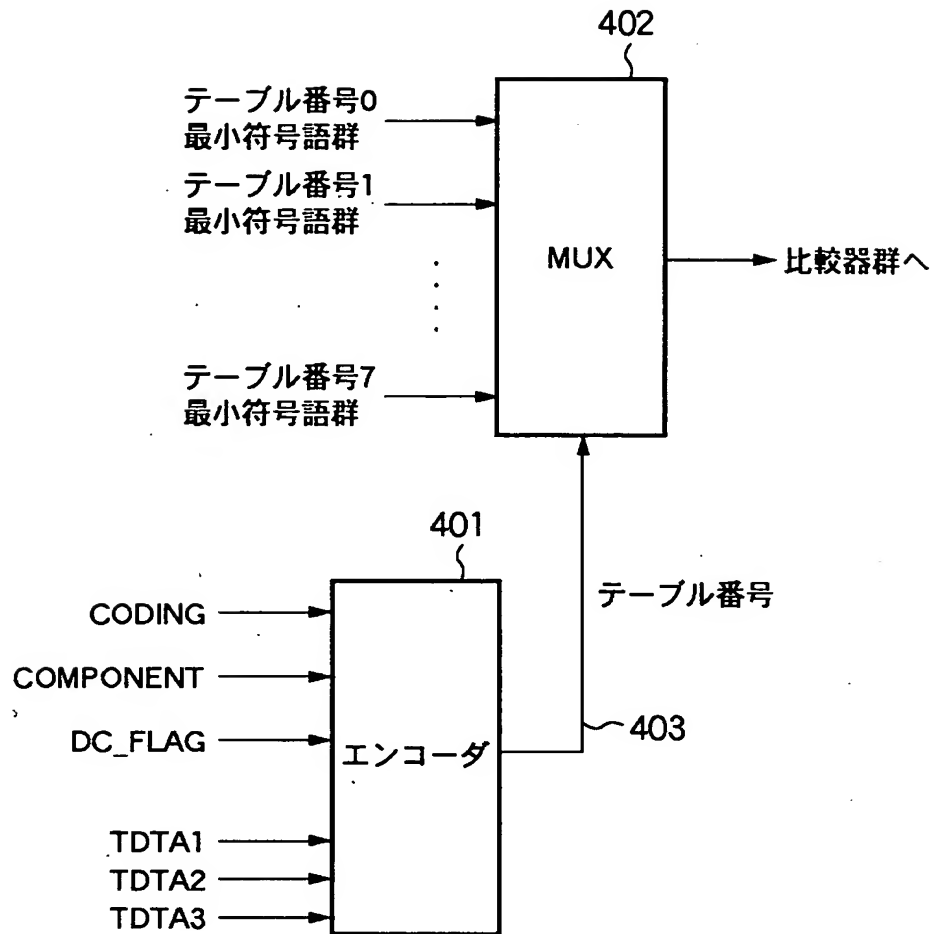 402
テーブル番号0
最小符号語群
テーブル番号1
最小符号語群
MUX
比較器群へ
テーブル番号7
最小符号語群
401
テーブル番号
CODING
COMPONENT
403
DC_FLAG
エンコーダ
TDTA1
TDTA2
TDTA3